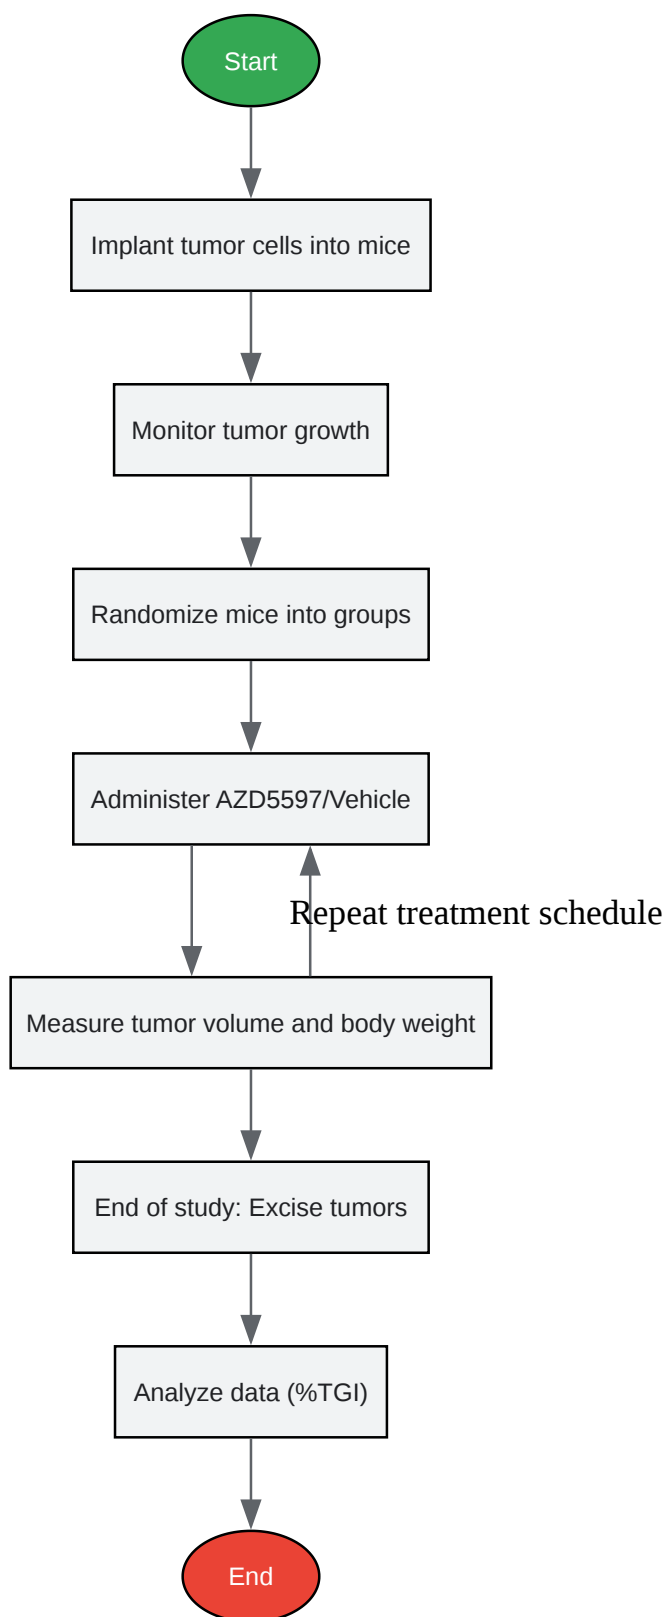 Start
Implant tumor cells into mice
Monitor tumor growth
Randomize mice into groups
Administer AZD5597/Vehicle
Repeat treatment schedule
Measure tumor volume and body weight
End of study: Excise tumors
Analyze data (%TGI)
End